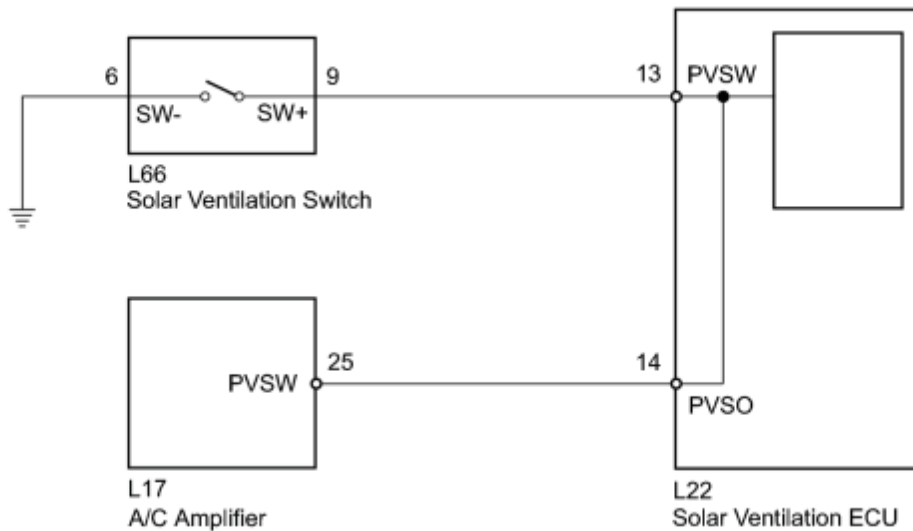 6
9
13
PVSW
SW-
SW+
L66
Solar Ventilation Switch
25
14
PVSW
PVSO
L17
A/C Amplifier
L22
Solar Ventilation ECU